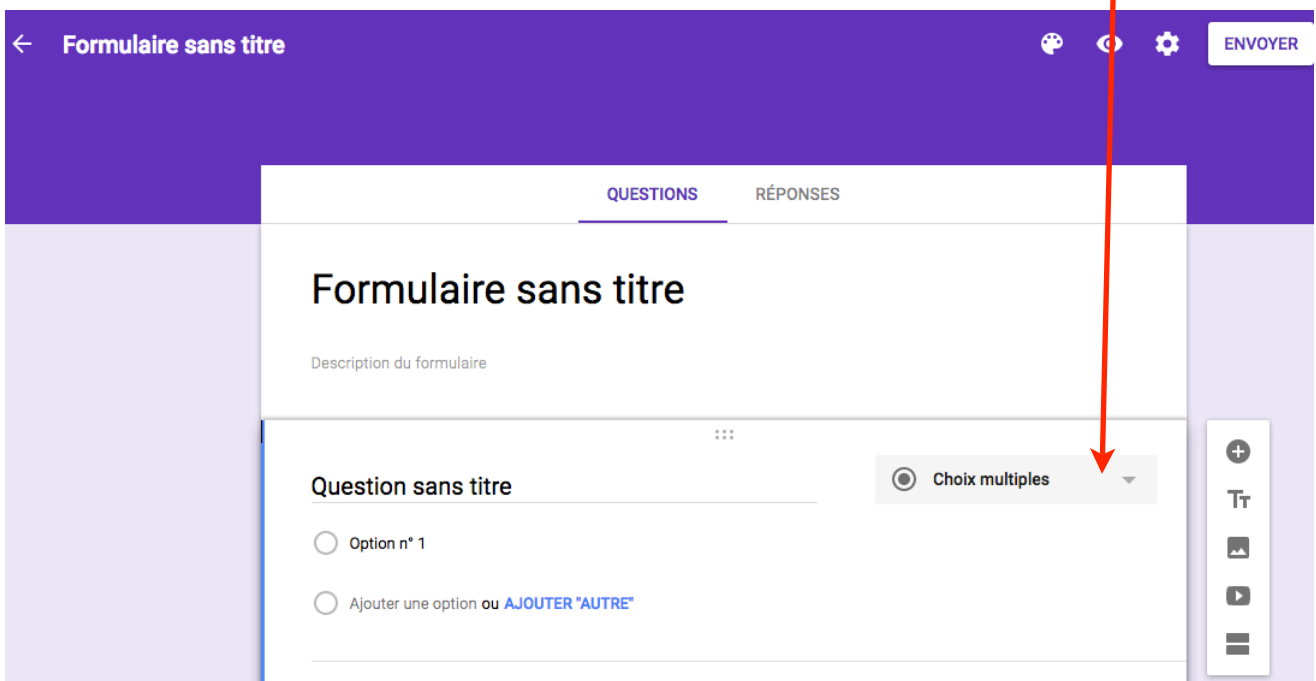 Formulaire sans titre
ENVOYER
QUESTIONS RÉPONSES
Formulaire sans titre
Description du formulaire
Question sans titre
Choix multiples
Option n° 1
Ajouter une option ou AJOUTER "AUTRE"
Tт